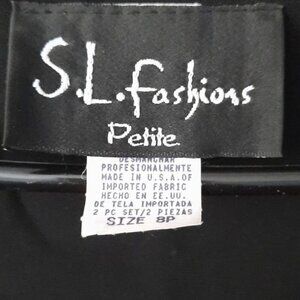 S.L. fashions
Petite
DESMANCHAR
PROFESIONALMENTE
MADE IN U.S.A. OF
IMPORTED FABRIC
HECHO EN EE.UU.
DE TELA IMPORTADA
2 PC SET/2 PIEZAS
SIZE 8P